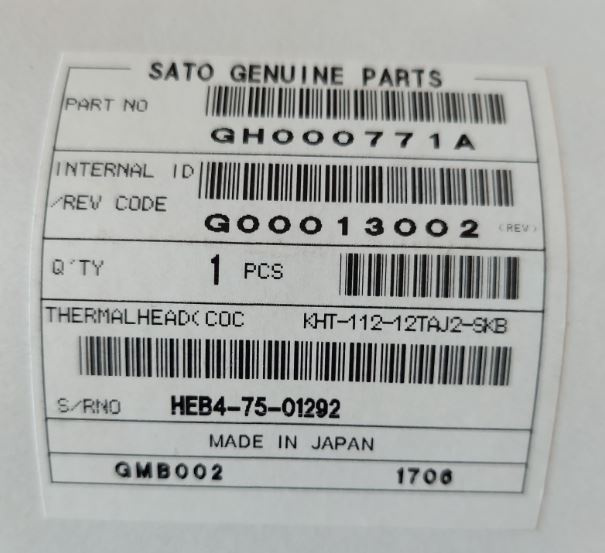 SATO GENUINE PARTS
PART NO
GH000771A
INTERNAL ID
/REV CODE
G00013002 (REV)
Q'TY 1 PCS
THERMALHEAD(COC KHT-112-12TAJ2-SKB
S/RNO HEB4-75-01292
MADE IN JAPAN
GMB002 1706